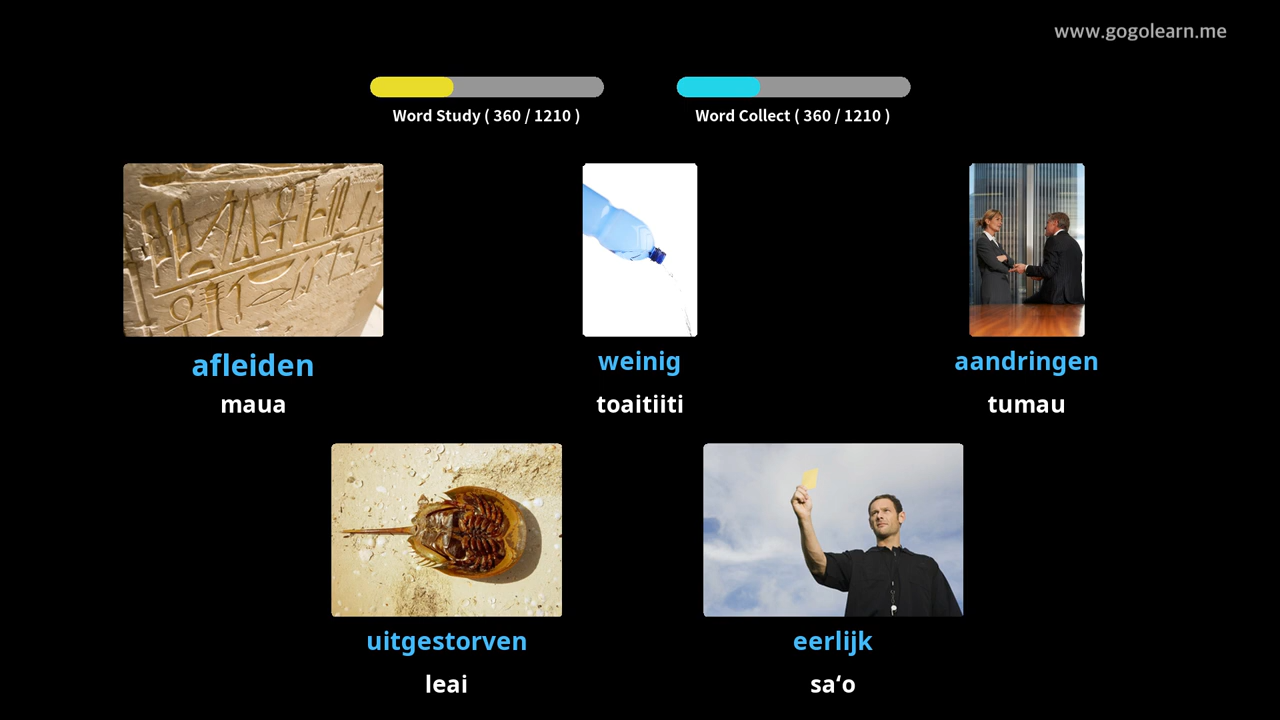 www.gogolearn.me
Word Study ( 360 / 1210 )
Word Collect ( 360 / 1210 )
afleiden
maua
weinig
toaitiiti
aandringen
tumau
uitgestorven
leai
eerlijk
saʻo